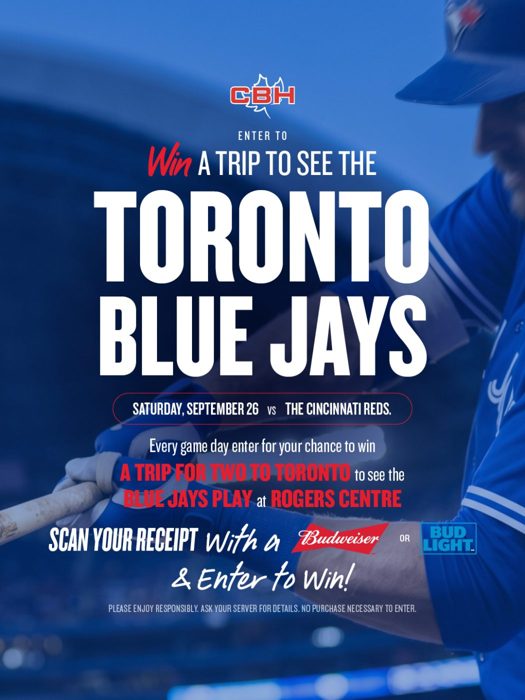 CBH
ENTER TO
Win A TRIP TO SEE THE
TORONTO
BLUE JAYS
SATURDAY, SEPTEMBER 26 VS THE CINCINNATI REDS.
Every game day enter for your chance to win
A TRIP FOR TWO TO TORONTO to see the
BLUE JAYS PLAY at ROGERS CENTRE
SCAN YOUR RECEIPT With a Budweiser OR BUD LIGHT
& Enter to Win!
PLEASE ENJOY RESPONSIBLY. ASK YOUR SERVER FOR DETAILS. NO PURCHASE NECESSARY TO ENTER.